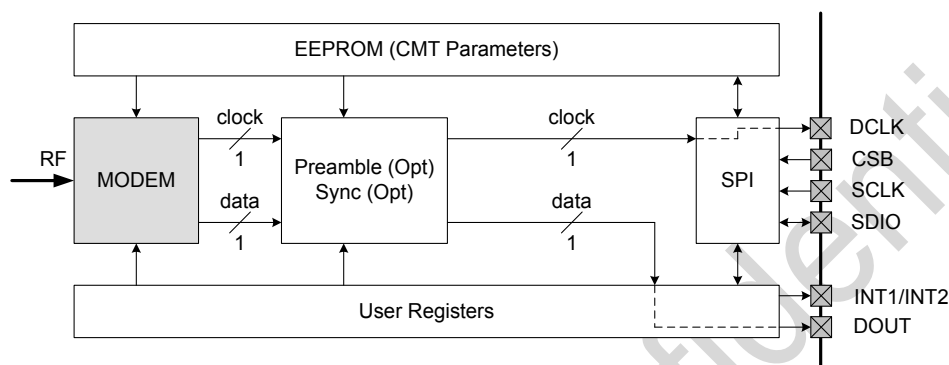 EEPROM (CMT Parameters)
RF
MODEM
clock
1
data
1
Preamble (Opt)
Sync (Opt)
clock
1
data
1
SPI
DCLK
CSB
SCLK
SDIO
INT1/INT2
DOUT
User Registers